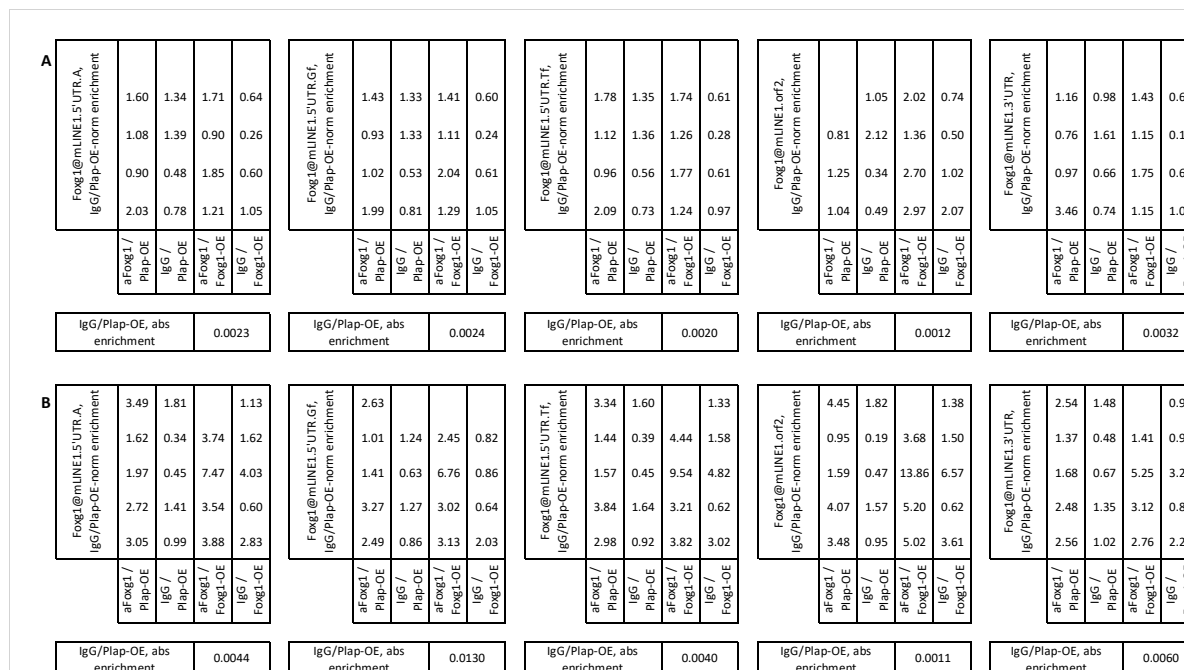 A
Foxg1@mLINE1.5'UTR.A,
IgG/Plap-OE-norm enrichment
1.60 1.34 1.71 0.64
1.08 1.39 0.90 0.26
0.90 0.48 1.85 0.60
2.03 0.78 1.21 1.05
aFoxg1 /
Plap-OE
IgG /
Plap-OE
aFoxg1 /
Foxg1-OE
IgG /
Foxg1-OE
IgG/Plap-OE, abs
enrichment
0.0023
Foxg1@mLINE1.5'UTR.Gf,
IgG/Plap-OE-norm enrichment
1.43 1.33 1.41 0.60
0.93 1.33 1.11 0.24
1.02 0.53 2.04 0.61
1.99 0.81 1.29 1.05
aFoxg1 /
Plap-OE
IgG /
Plap-OE
aFoxg1 /
Foxg1-OE
IgG /
Foxg1-OE
IgG/Plap-OE, abs
enrichment
0.0024
Foxg1@mLINE1.5'UTR.Tf,
IgG/Plap-OE-norm enrichment
1.78 1.35 1.74 0.61
1.12 1.36 1.26 0.28
0.96 0.56 1.77 0.61
2.09 0.73 1.24 0.97
aFoxg1 /
Plap-OE
IgG /
Plap-OE
aFoxg1 /
Foxg1-OE
IgG /
Foxg1-OE
IgG/Plap-OE, abs
enrichment
0.0020
Foxg1@mLINE1.orf2,
IgG/Plap-OE-norm enrichment
1.05 2.02 0.74
0.81 2.12 1.36 0.50
1.25 0.34 2.70 1.02
1.04 0.49 2.97 2.07
aFoxg1 /
Plap-OE
IgG /
Plap-OE
aFoxg1 /
Foxg1-OE
IgG /
Foxg1-OE
IgG/Plap-OE, abs
enrichment
0.0012
Foxg1@mLINE1.3'UTR,
IgG/Plap-OE-norm enrichment
1.16 0.98 1.43 0.6
0.76 1.61 1.15 0.1
0.97 0.66 1.75 0.6
3.46 0.74 1.15 1.0
aFoxg1 /
Plap-OE
IgG /
Plap-OE
aFoxg1 /
Foxg1-OE
IgG /
IgG/Plap-OE, abs
enrichment
0.0032
B
Foxg1@mLINE1.5'UTR.A,
IgG/Plap-OE-norm enrichment
3.49 1.81 1.13
1.62 0.34 3.74 1.62
1.97 0.45 7.47 4.03
2.72 1.41 3.54 0.60
3.05 0.99 3.88 2.83
aFoxg1 /
Plap-OE
IgG /
Plap-OE
aFoxg1 /
Foxg1-OE
IgG /
Foxg1-OE
IgG/Plap-OE, abs
enrichment
0.0044
Foxg1@mLINE1.5'UTR.Gf,
IgG/Plap-OE-norm enrichment
2.63
1.01 1.24 2.45 0.82
1.41 0.63 6.76 0.86
3.27 1.27 3.02 0.64
2.49 0.86 3.13 2.03
aFoxg1 /
Plap-OE
IgG /
Plap-OE
aFoxg1 /
Foxg1-OE
IgG /
Foxg1-OE
IgG/Plap-OE, abs
enrichment
0.0130
Foxg1@mLINE1.5'UTR.Tf,
IgG/Plap-OE-norm enrichment
3.34 1.60 1.33
1.44 0.39 4.44 1.58
1.57 0.45 9.54 4.82
3.84 1.64 3.21 0.62
2.98 0.92 3.82 3.02
aFoxg1 /
Plap-OE
IgG /
Plap-OE
aFoxg1 /
Foxg1-OE
IgG /
Foxg1-OE
IgG/Plap-OE, abs
enrichment
0.0040
Foxg1@mLINE1.orf2,
IgG/Plap-OE-norm enrichment
4.45 1.82 1.38
0.95 0.19 3.68 1.50
1.59 0.47 13.86 6.57
4.07 1.57 5.20 0.62
3.48 0.95 5.02 3.61
aFoxg1 /
Plap-OE
IgG /
Plap-OE
aFoxg1 /
Foxg1-OE
IgG /
Foxg1-OE
IgG/Plap-OE, abs
enrichment
0.0011
Foxg1@mLINE1.3'UTR,
IgG/Plap-OE-norm enrichment
2.54 1.48 0.9
1.37 0.48 1.41 0.9
1.68 0.67 5.25 3.2
2.48 1.35 3.12 0.8
2.56 1.02 2.76 2.2
aFoxg1 /
Plap-OE
IgG /
Plap-OE
aFoxg1 /
Foxg1-OE
IgG /
IgG/Plap-OE, abs
enrichment
0.0060